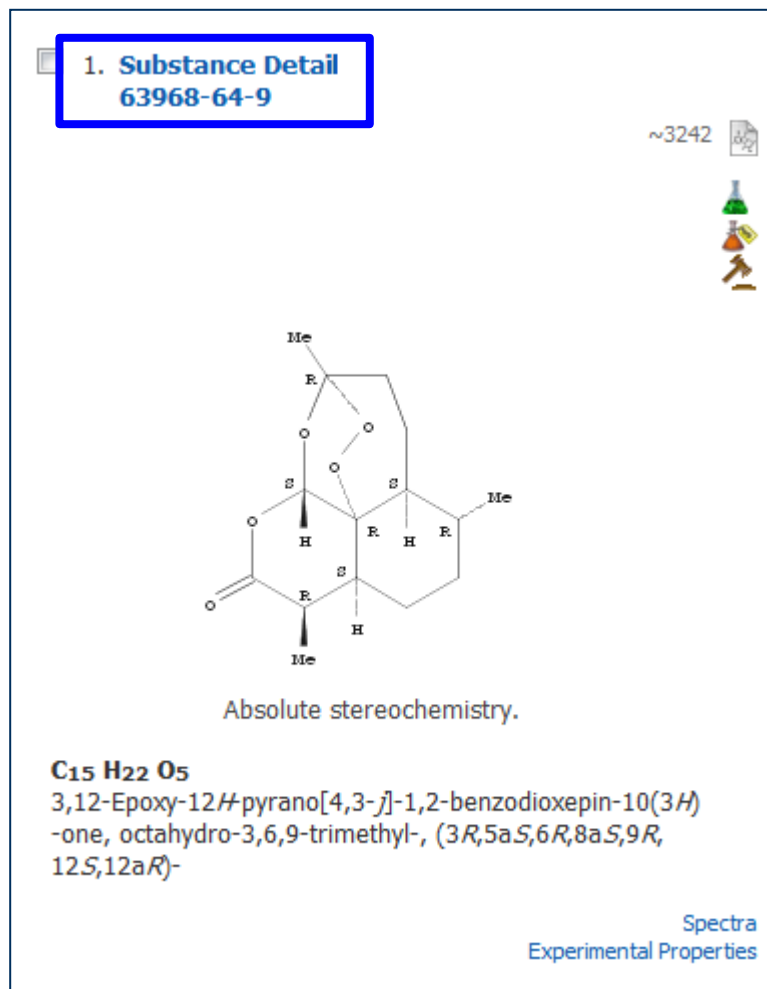 1. Substance Detail
63968-64-9
~3242
Me
R
O
O
O
S
S
Me
O
H
R
H
R
S
O
R
H
Me
Absolute stereochemistry.
C15 H22 O5
3,12-Epoxy-12H-pyrano[4,3-j]-1,2-benzodioxepin-10(3H)
-one, octahydro-3,6,9-trimethyl-, (3R,5aS,6R,8aS,9R,
12S,12aR)-
Spectra
Experimental Properties